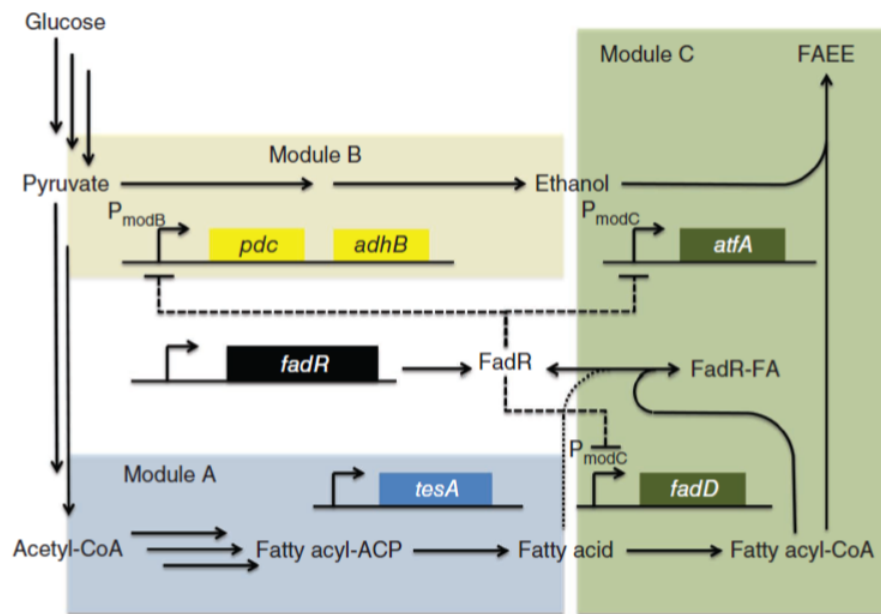 Glucose
Module C
FAEE
Module B
Pyruvate
Ethanol
PmodB
PmodC
pdc
adhB
atfA
fadR
FadR
FadR-FA
PmodC
Module A
tesA
fadD
Acetyl-CoA
Fatty acyl-ACP
Fatty acid
Fatty acyl-CoA